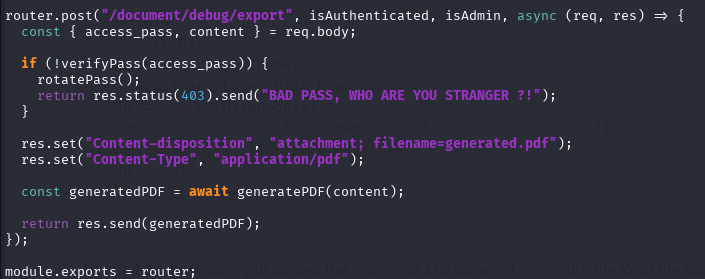 router.post("/document/debug/export", isAuthenticated, isAdmin, async (req, res) => {
  const { access_pass, content } = req.body;

  if (!verifyPass(access_pass)) {
    rotatePass();
    return res.status(403).send("BAD PASS, WHO ARE YOU STRANGER ?!");
  }

  res.set("Content-disposition", "attachment; filename=generated.pdf");
  res.set("Content-Type", "application/pdf");

  const generatedPDF = await generatePDF(content);

  return res.send(generatedPDF);
});

module.exports = router;